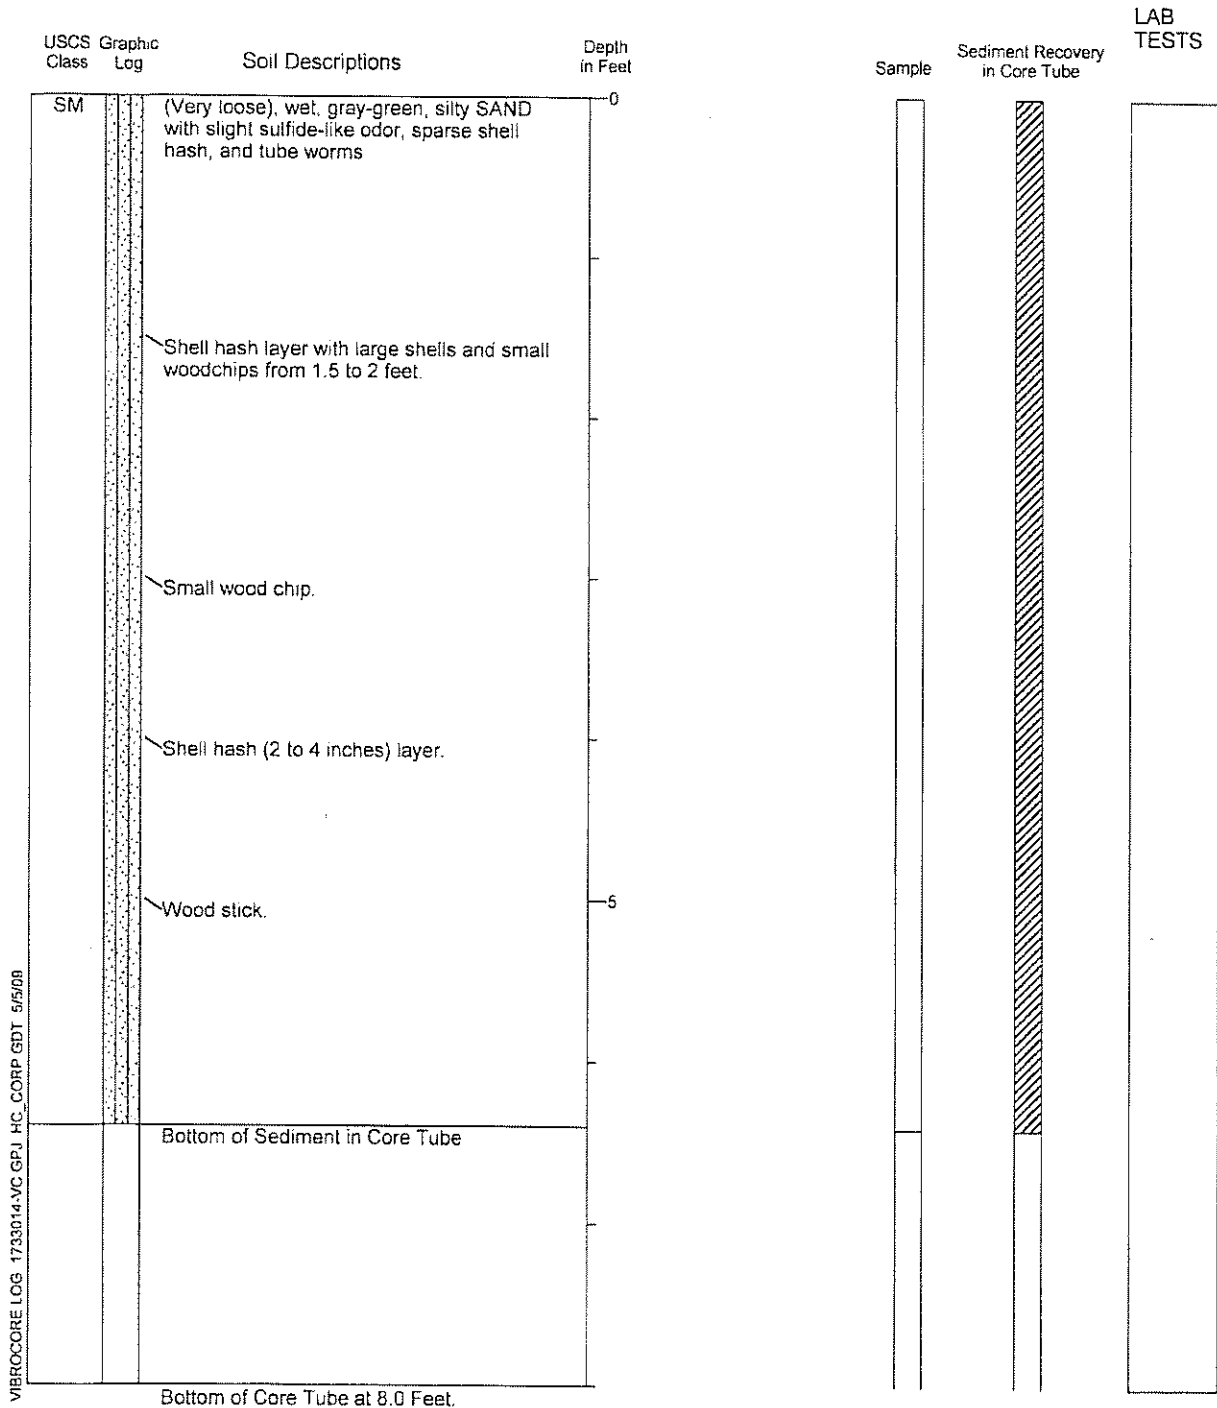 LAB
TESTS
USCS Graphic
Class Log
Soil Descriptions
Depth
in Feet
Sample
Sediment Recovery
in Core Tube
SM
(Very loose), wet, gray-green, silty SAND
with slight sulfide-like odor, sparse shell
hash, and tube worms
0
Shell hash layer with large shells and small
woodchips from 1.5 to 2 feet.
Small wood chip.
Shell hash (2 to 4 inches) layer.
Wood stick.
5
Bottom of Sediment in Core Tube
Bottom of Core Tube at 8.0 Feet.
VIBROCORE LOG 1733014-VC GPJ HC_CORP GDT 5/5/09